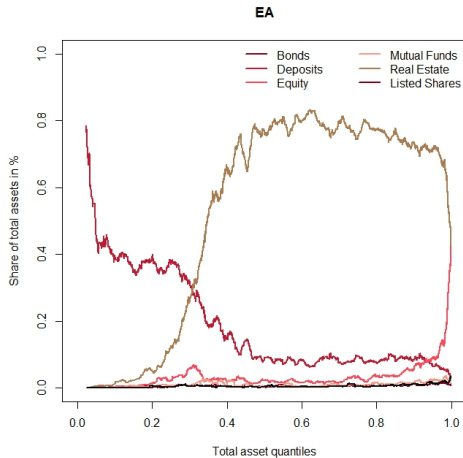 EA
Bonds
Deposits
Equity
Mutual Funds
Real Estate
Listed Shares
Share of total assets in %
1.0
0.8
0.6
0.4
0.2
0.0
0.0 0.2 0.4 0.6 0.8 1.0
Total asset quantiles